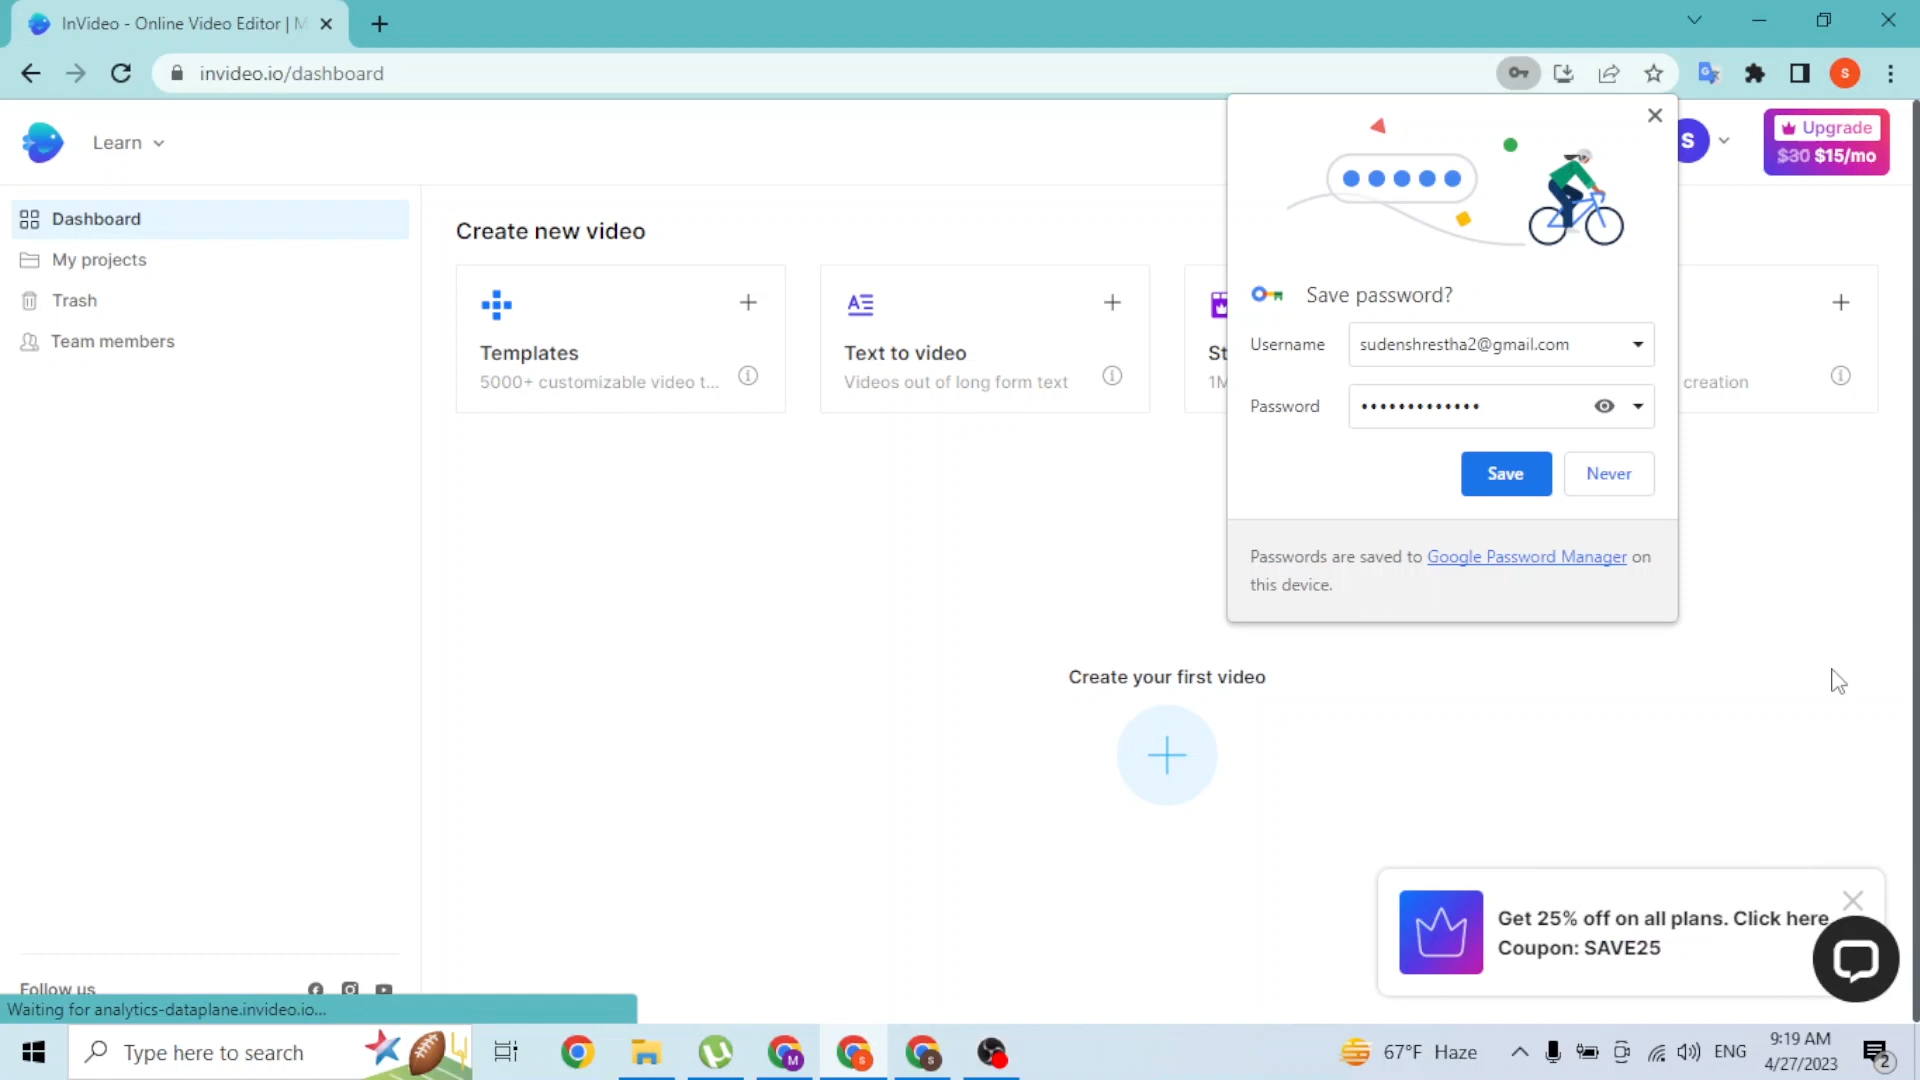 InVideo - Online Video Editor |
invideo.io/dashboard
S
Learn
S
Upgrade
$30 $15/mo
Dashboard
My projects
Trash
Team members
Create new video
Templates
5000+ customizable video t...
Text to video
Videos out of long form text
St
1M
creation
Save password?
Username
sudenshrestha2@gmail.com
Password
•••••••••••••
Save
Never
Passwords are saved to Google Password Manager on
this device.
Create your first video
Get 25% off on all plans. Click here
Coupon: SAVE25
Follow us
Waiting for analytics-dataplane.invideo.io...
Type here to search
M
S
S
67°F Haze
ENG
9:19 AM
4/27/2023
2